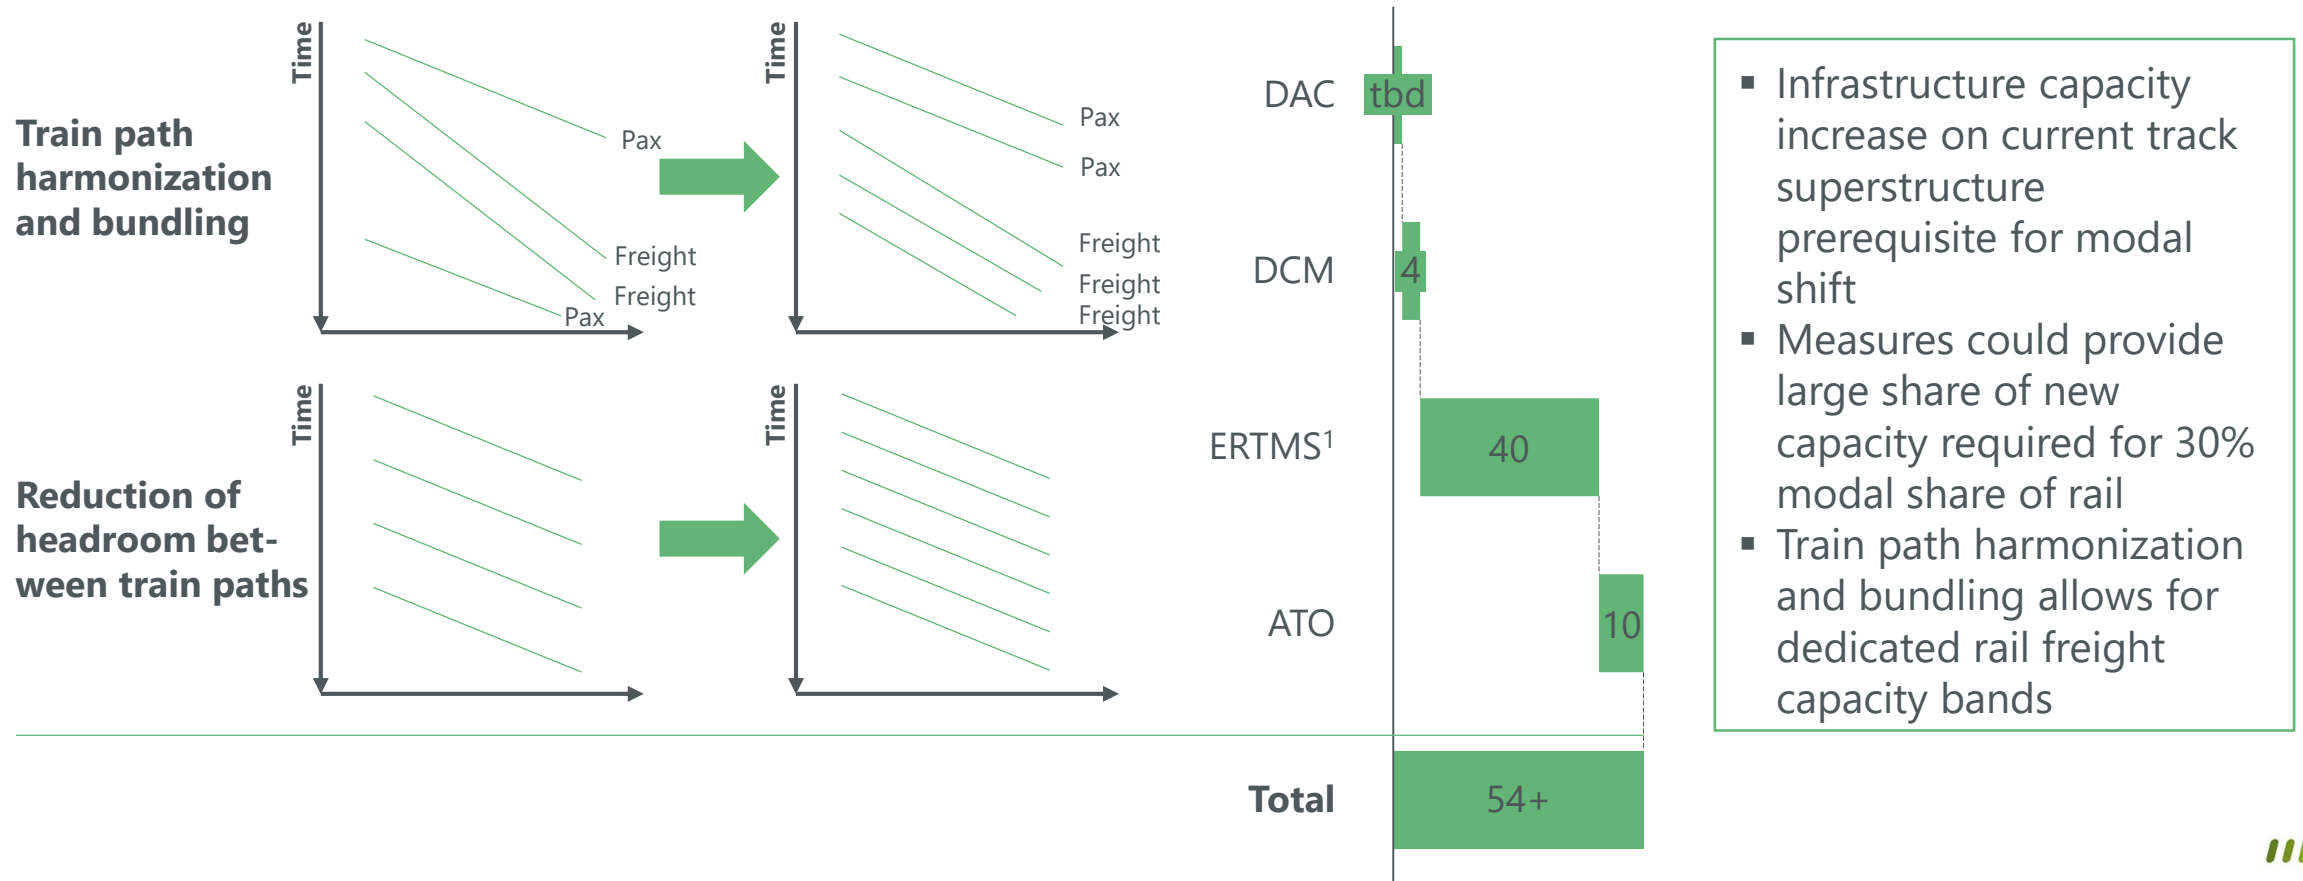 Train path
harmonization
and bundling
Time
Pax
Freight
Freight
Pax
Time
Pax
Pax
Freight
Freight
Freight
Reduction of
headroom bet-
ween train paths
Time
Time
DAC
tbd
DCM
4
ERTMS¹
40
ATO
10
Total
54+
▪ Infrastructure capacity
increase on current track
superstructure
prerequisite for modal
shift
▪ Measures could provide
large share of new
capacity required for 30%
modal share of rail
▪ Train path harmonization
and bundling allows for
dedicated rail freight
capacity bands